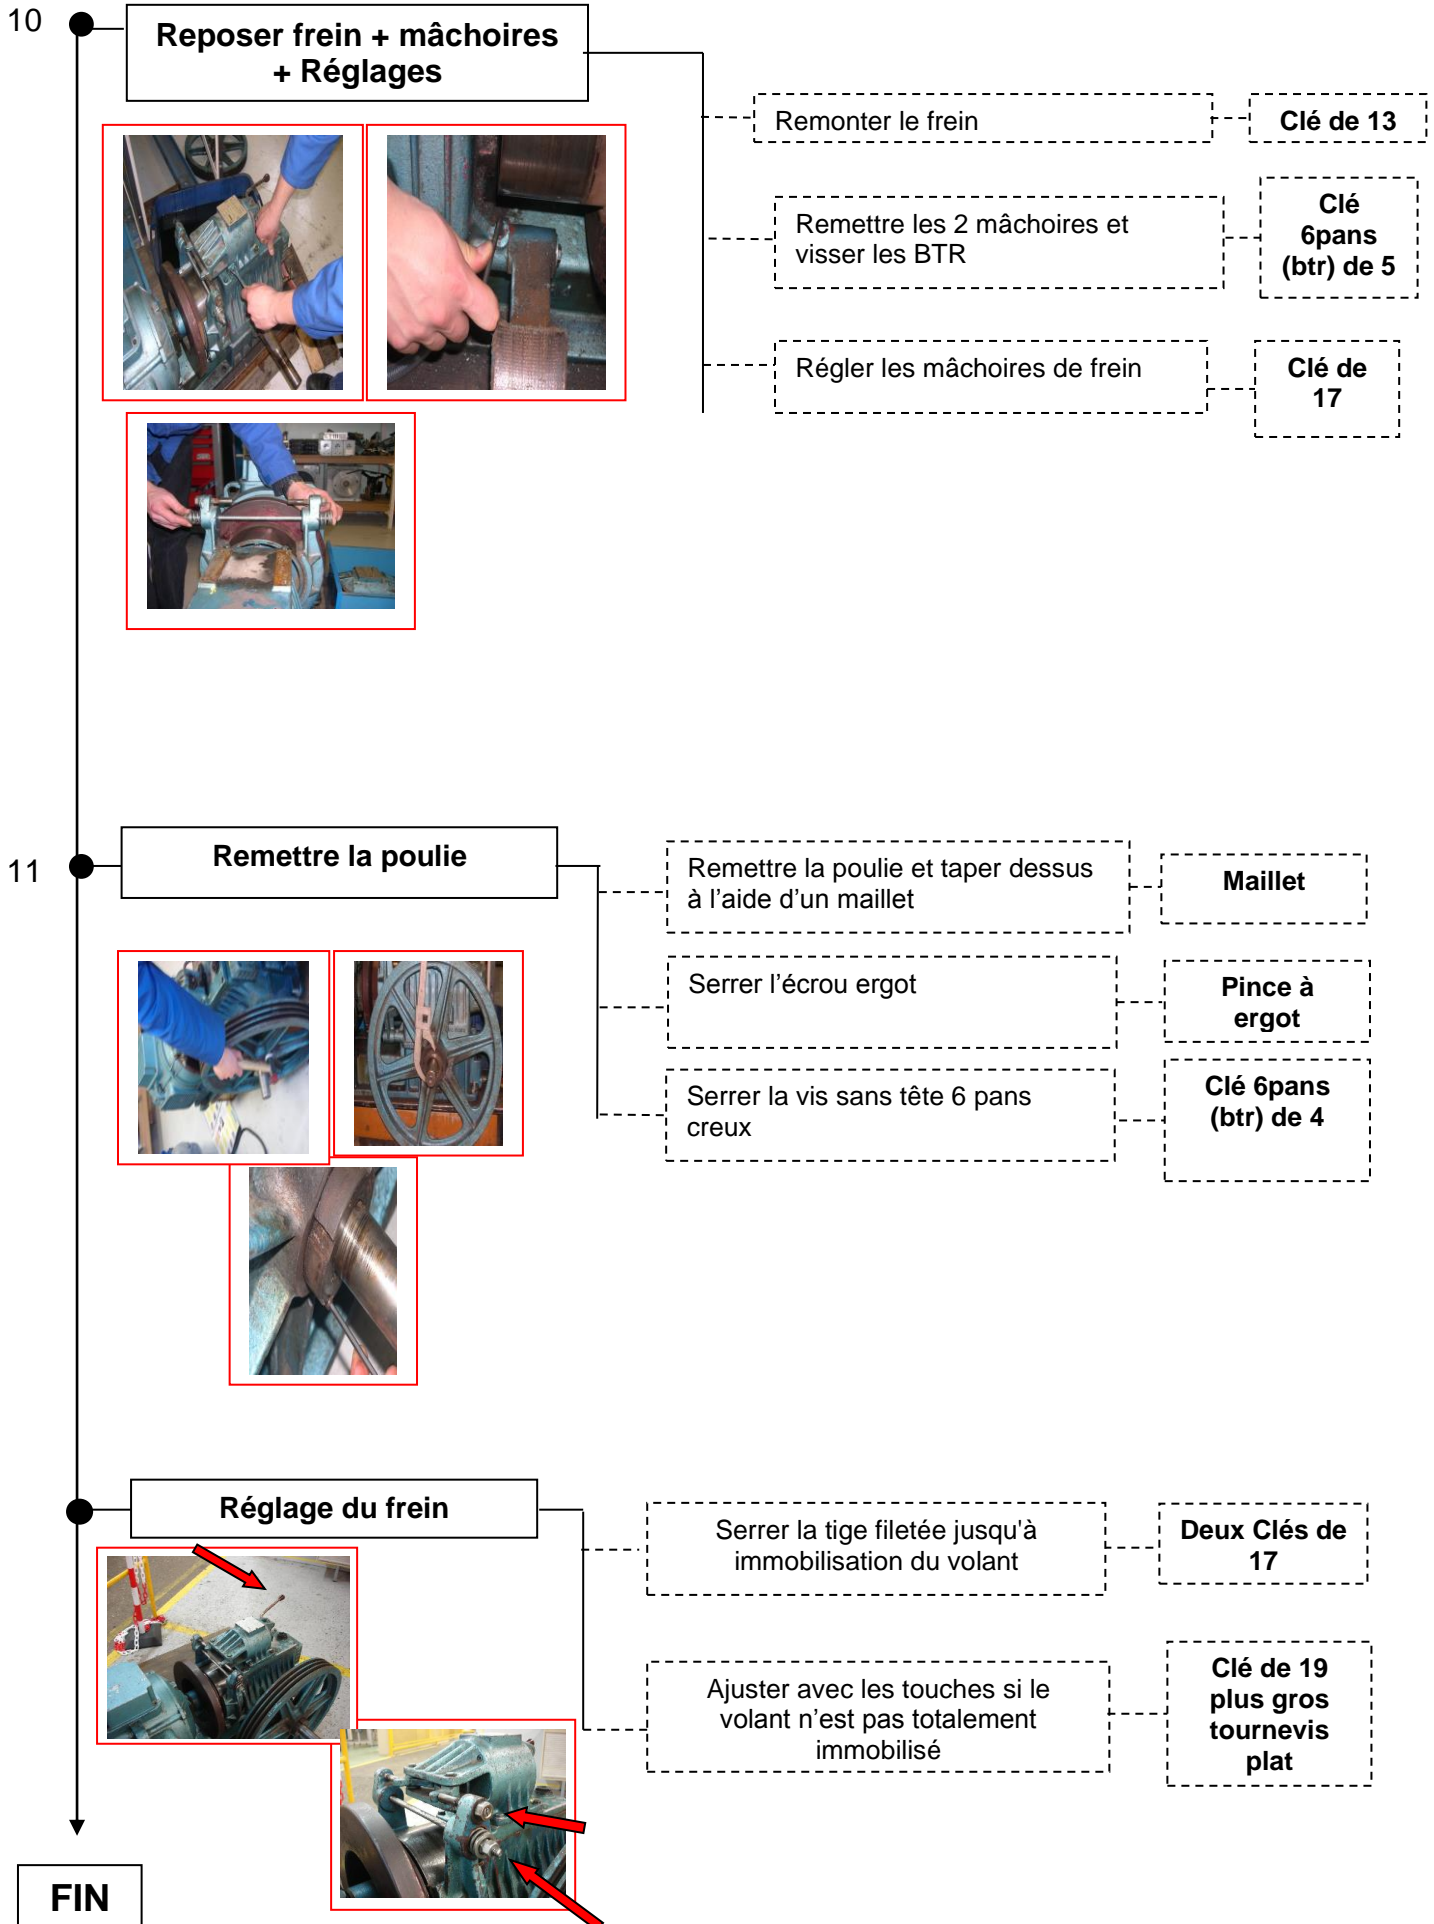 10
Reposer frein + mâchoires
+ Réglages
Remonter le frein
Clé de 13
Remettre les 2 mâchoires et
visser les BTR
Clé
6pans
(btr) de 5
Régler les mâchoires de frein
Clé de
17
11
Remettre la poulie
Remettre la poulie et taper dessus
à l'aide d'un maillet
Maillet
Serrer l'écrou ergot
Pince à
ergot
Serrer la vis sans tête 6 pans
creux
Clé 6pans
(btr) de 4
Réglage du frein
Serrer la tige filetée jusqu'à
immobilisation du volant
Deux Clés de
17
Ajuster avec les touches si le
volant n'est pas totalement
immobilisé
Clé de 19
plus gros
tournevis
plat
FIN